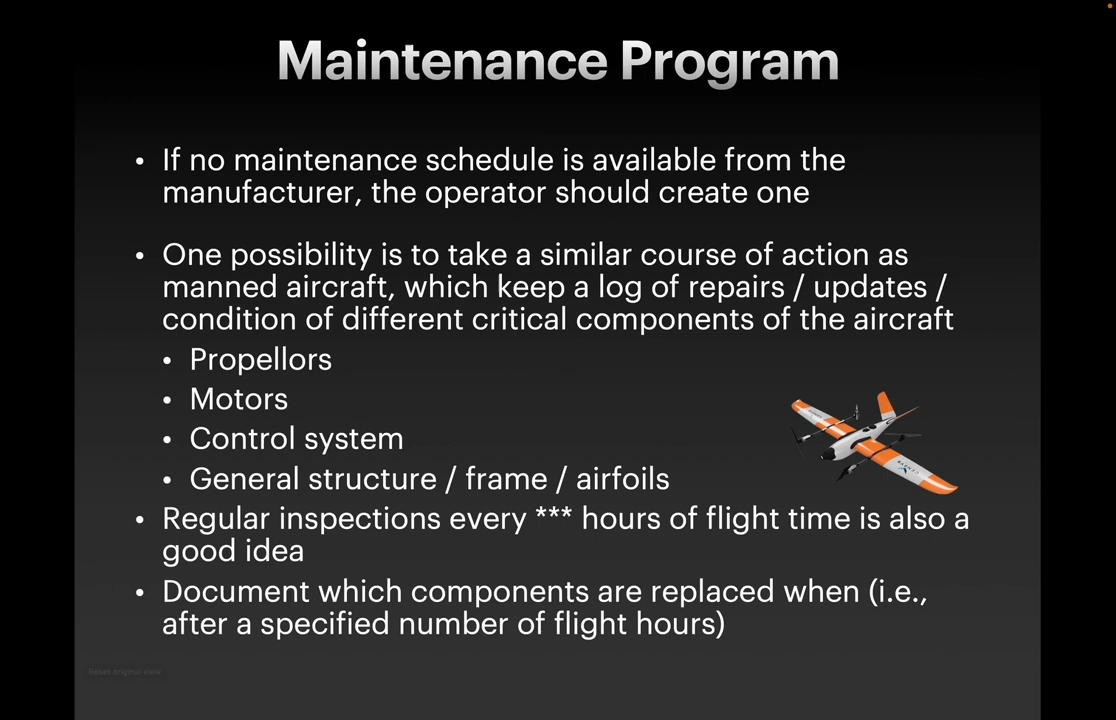 Maintenance Program
• If no maintenance schedule is available from the
manufacturer, the operator should create one
• One possibility is to take a similar course of action as
manned aircraft, which keep a log of repairs / updates /
condition of different critical components of the aircraft
• Propellors
• Motors
• Control system
• General structure / frame / airfoils
• Regular inspections every *** hours of flight time is also a
good idea
• Document which components are replaced when (i.e.,
after a specified number of flight hours)
Reset original view